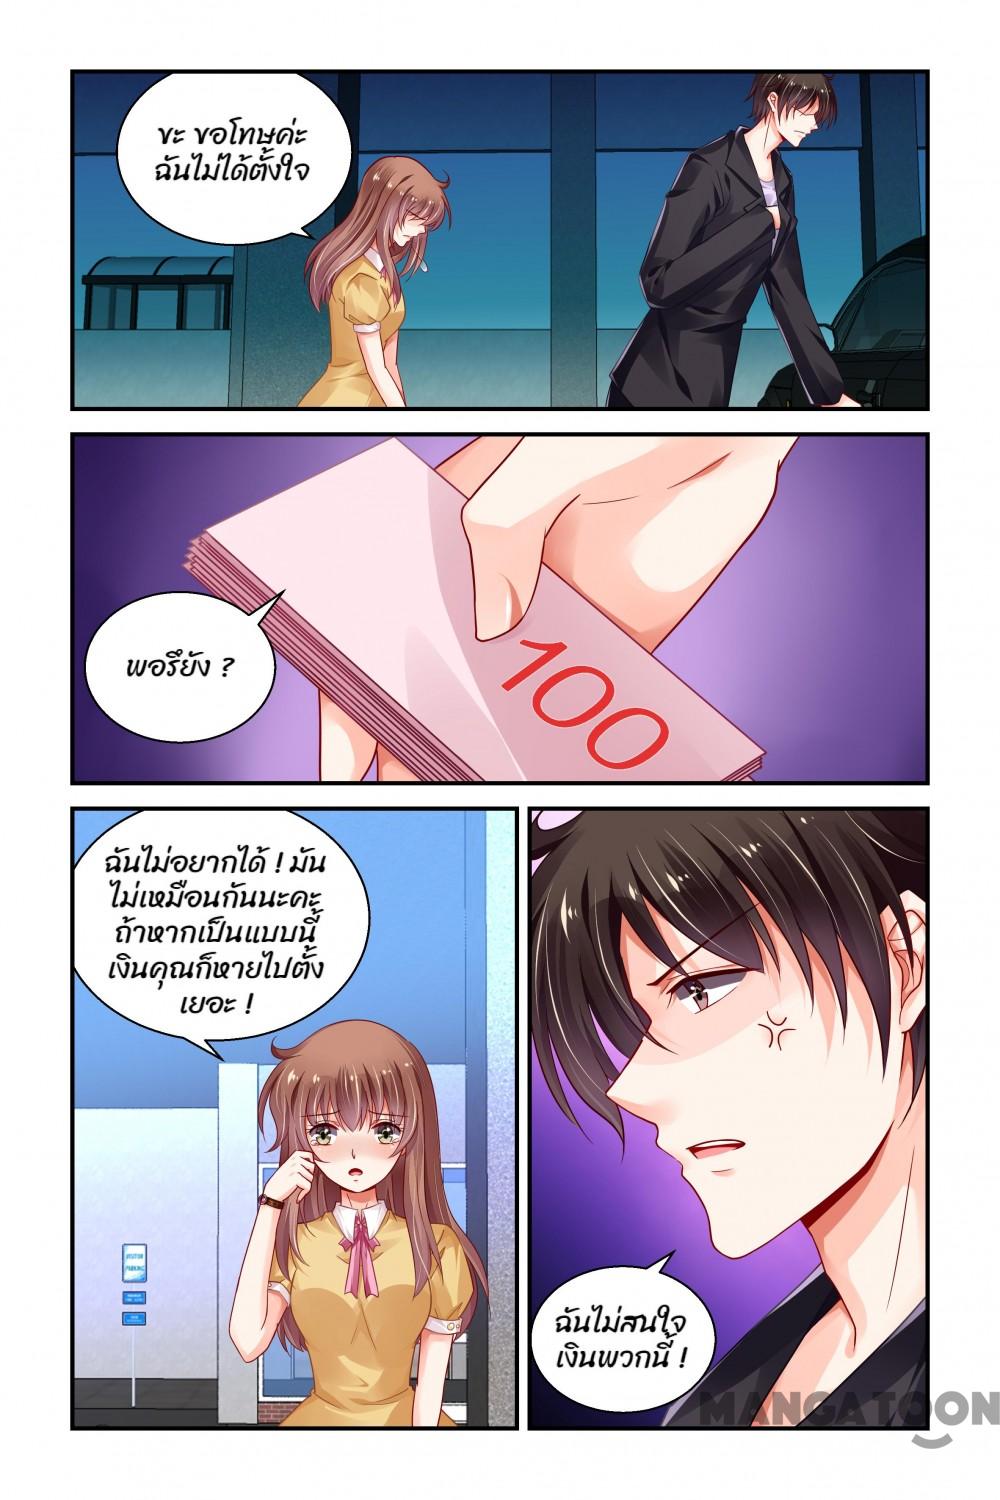 ขะ ขอโทษค่ะ
ฉันไม่ได้ตั้งใจ
พอรึยัง ?
100
ฉันไม่อยากได้ ! มัน
ไม่เหมือนกันนะคะ
ถ้าหากเป็นแบบนี้
เงินคุณก็หายไปตั้ง
เยอะ !
VISITOR
PARKING
ฉันไม่สนใจ
เงินพวกนี้ !
MANGATOON